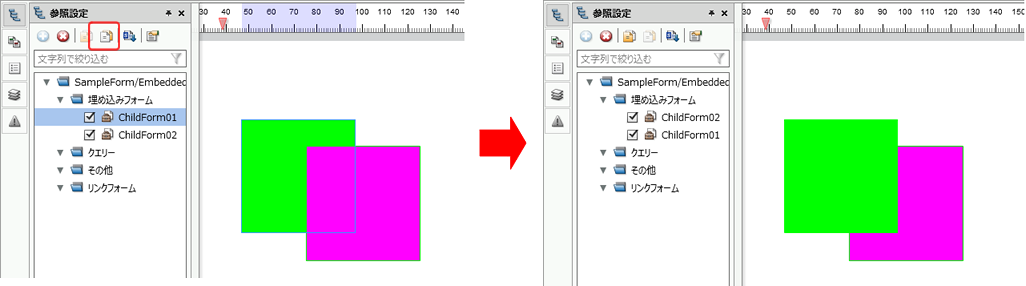 参照設定
30 40 50 60 70 80 90 100 110 120 130 140
文字列で絞り込む
SampleForm/Embedded
埋め込みフォーム
ChildForm01
ChildForm02
クエリー
その他
リンクフォーム
参照設定
30 40 50 60 70 80 90 100 110 120 130 140 150
文字列で絞り込む
SampleForm/Embedded
埋め込みフォーム
ChildForm02
ChildForm01
クエリー
その他
リンクフォーム